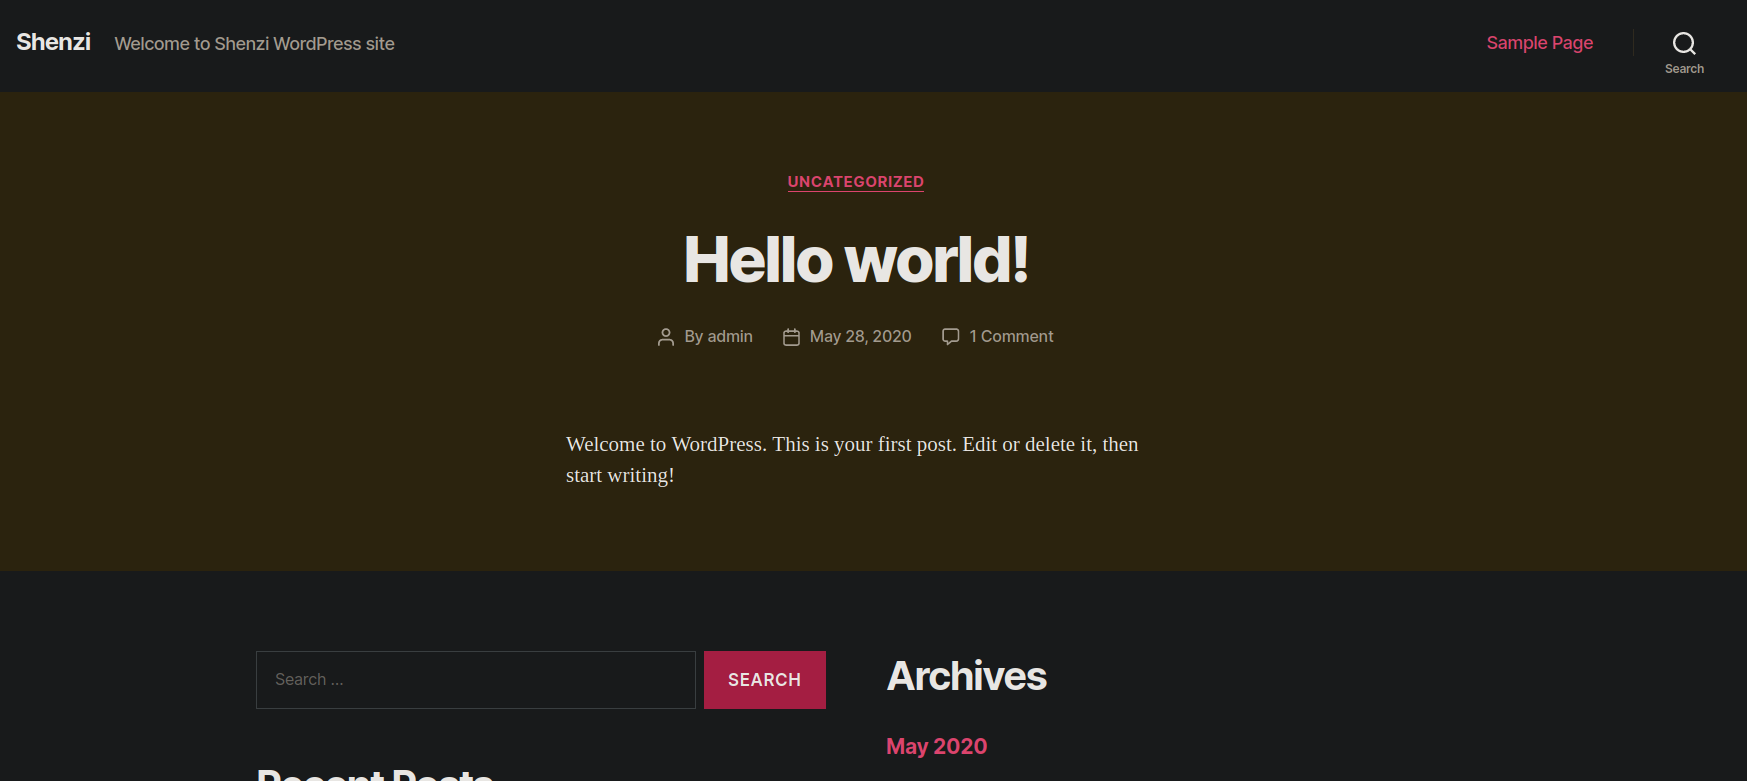 Shenzi Welcome to Shenzi WordPress site
Sample Page
Search
UNCATEGORIZED
Hello world!
By admin May 28, 2020 1 Comment
Welcome to WordPress. This is your first post. Edit or delete it, then
start writing!
Search ...
SEARCH
Archives
May 2020
Recent Posts